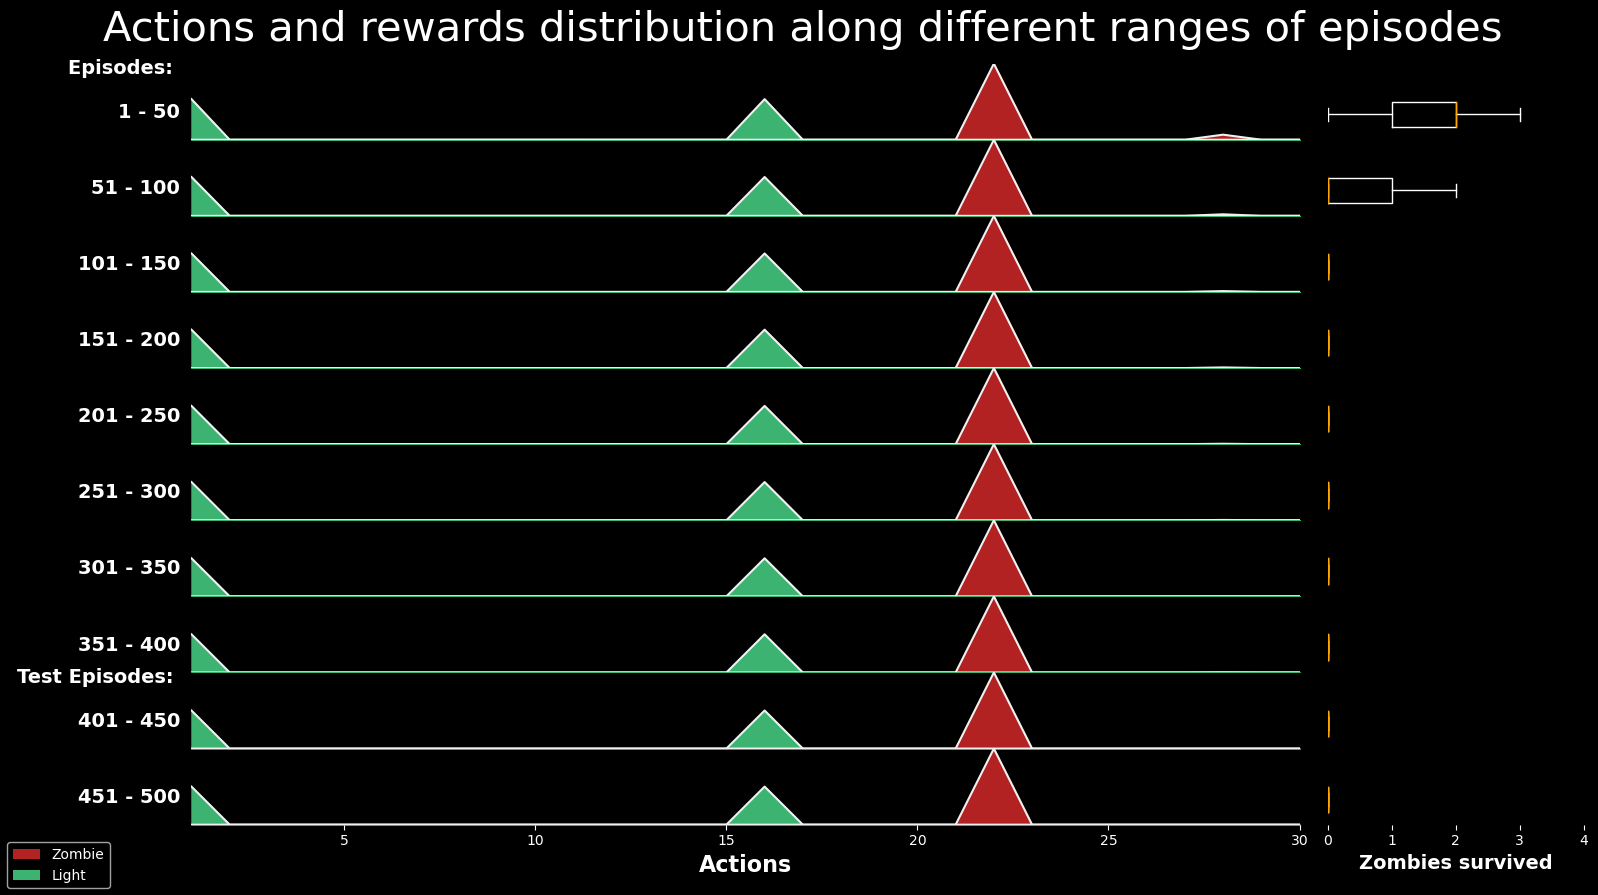 Actions and rewards distribution along different ranges of episodes
Episodes:
1 - 50
51 - 100
101 - 150
151 - 200
201 - 250
251 - 300
301 - 350
351 - 400
Test Episodes:
401 - 450
451 - 500
5 10 15 20 25 30 0 1 2 3 4
Actions
Zombies survived
Zombie
Light